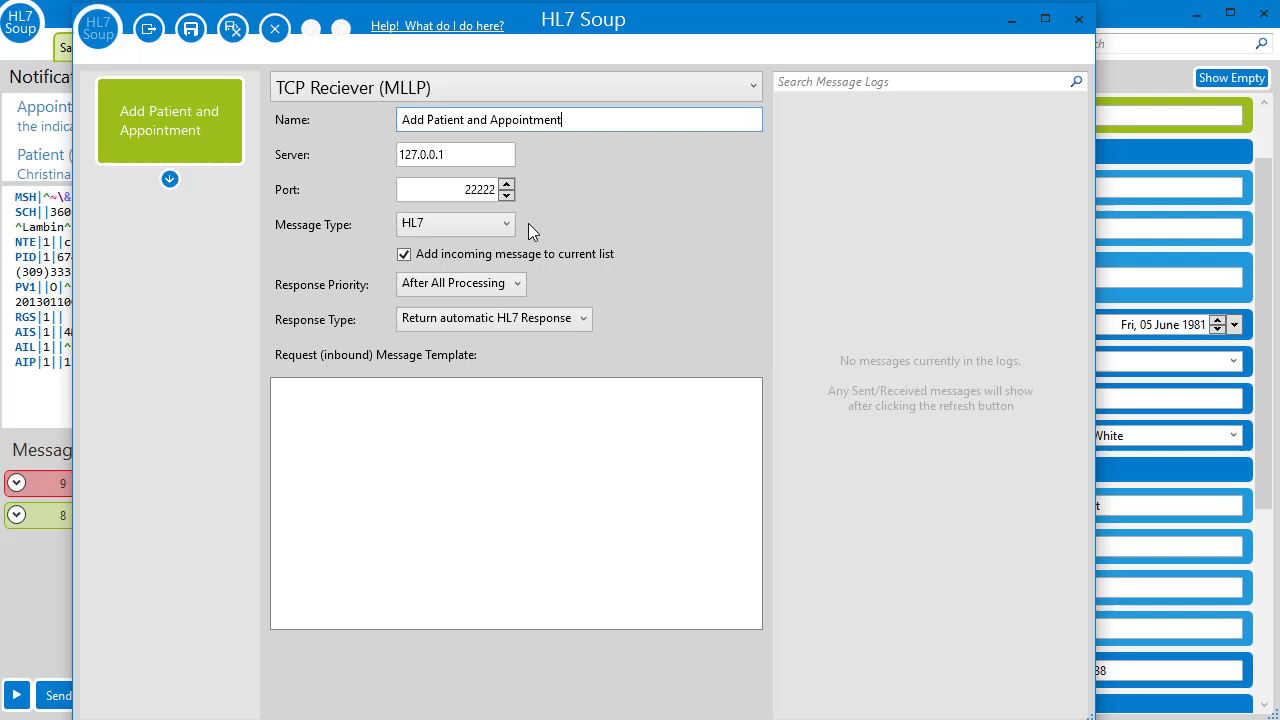 HL7 Soup
HL7
Soup
HL7
Soup
Help! What do I do here?
Sa
ch
Notificat
Show Empty
Appoint
the indica
Patient (
Christina
MSH|^~\&
SCH||360
^Lambin^
NTE|1||c
PID|1|67
(309)333
PV1||O|^
2013011
RGS|1||
AIS|1||4
AIL|1||^
AIP|1||1
Messag
9
8
Send
Add Patient and
Appointment
TCP Reciever (MLLP)
Name:
Add Patient and Appointment
Server:
127.0.0.1
Port:
22222
Message Type:
HL7
Add incoming message to current list
Response Priority:
After All Processing
Response Type:
Return automatic HL7 Response
Request (inbound) Message Template:
Search Message Logs
No messages currently in the logs.
Any Sent/Received messages will show
after clicking the refresh button
Fri, 05 June 1981
White
t
38